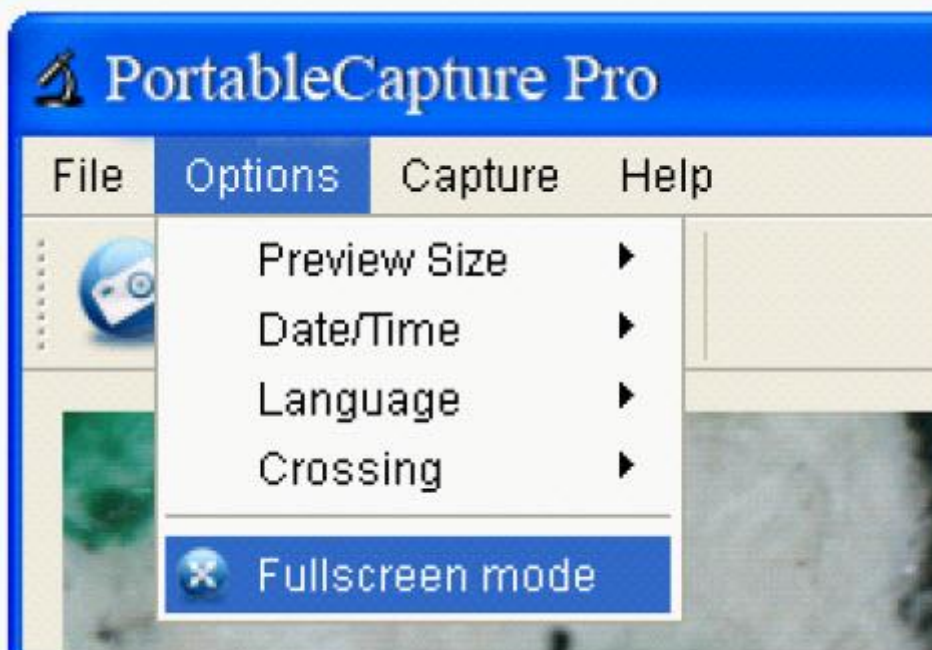 PortableCapture Pro
File Options Capture Help
Preview Size
Date/Time
Language
Crossing
Fullscreen mode